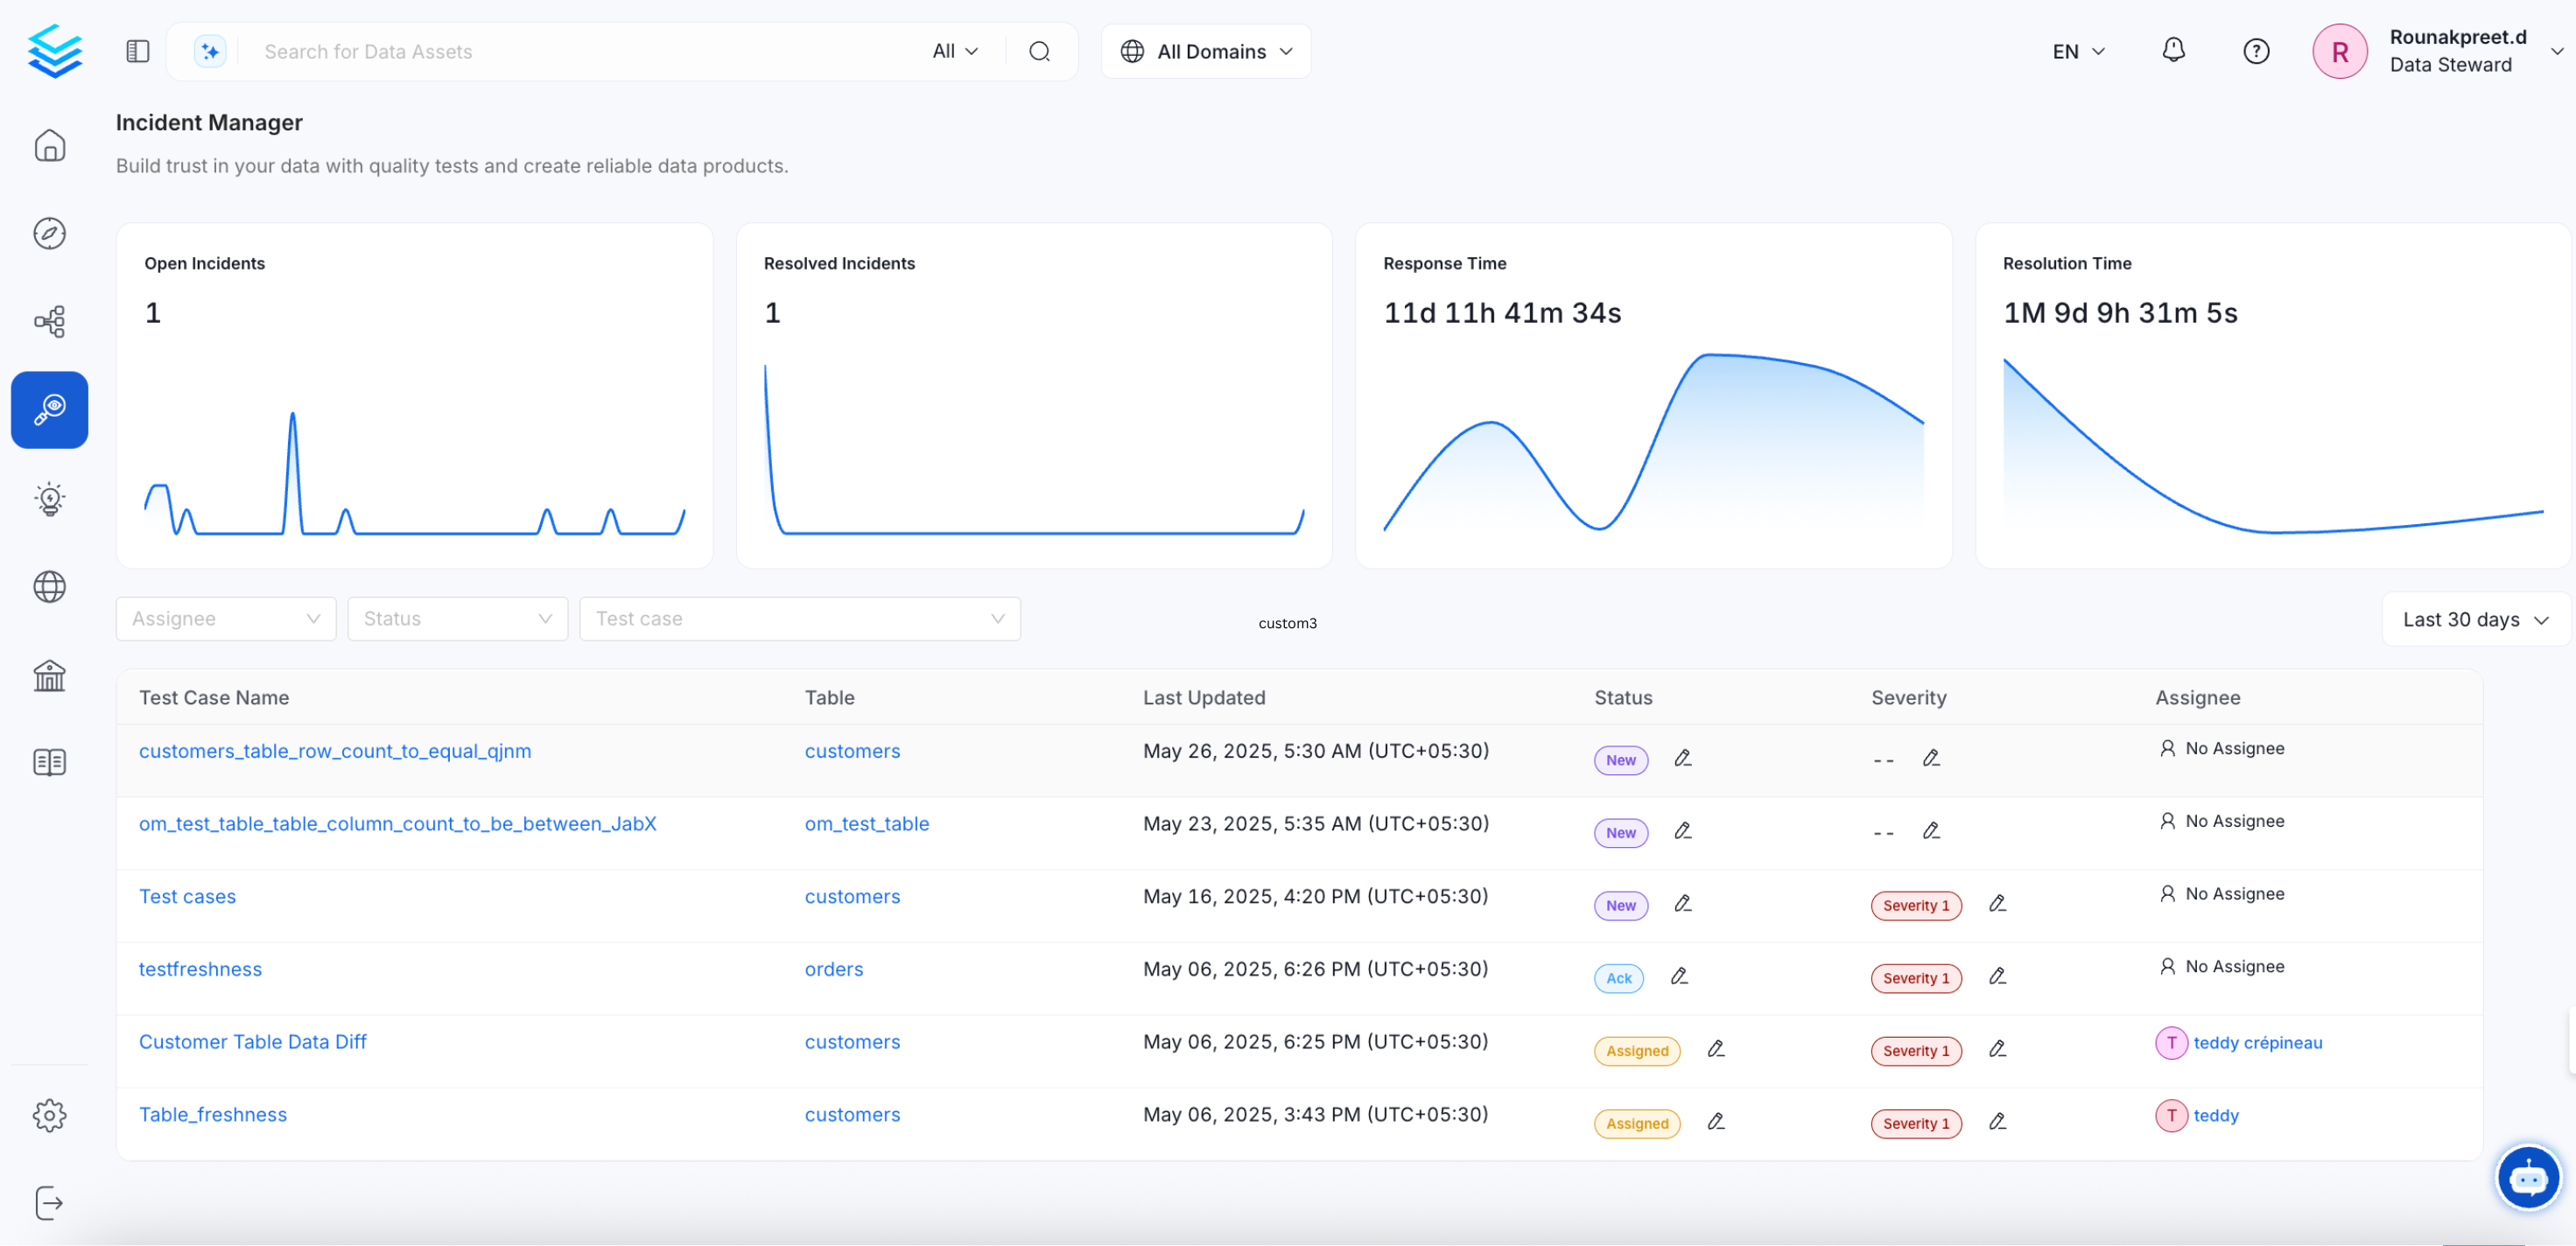 Search for Data Assets
All
All Domains
EN
R
Rounakpreet.d
Data Steward
Incident Manager
Build trust in your data with quality tests and create reliable data products.
Open Incidents
1
Resolved Incidents
1
Response Time
11d 11h 41m 34s
Resolution Time
1M 9d 9h 31m 5s
Assignee
Status
Test case
custom3
Last 30 days
Test Case Name Table Last Updated Status Severity Assignee
customers_table_row_count_to_equal_qjnm customers May 26, 2025, 5:30 AM (UTC+05:30) New -- No Assignee
om_test_table_table_column_count_to_be_between_JabX om_test_table May 23, 2025, 5:35 AM (UTC+05:30) New -- No Assignee
Test cases customers May 16, 2025, 4:20 PM (UTC+05:30) New Severity 1 No Assignee
testfreshness orders May 06, 2025, 6:26 PM (UTC+05:30) Ack Severity 1 No Assignee
Customer Table Data Diff customers May 06, 2025, 6:25 PM (UTC+05:30) Assigned Severity 1 T teddy crépineau
Table_freshness customers May 06, 2025, 3:43 PM (UTC+05:30) Assigned Severity 1 T teddy